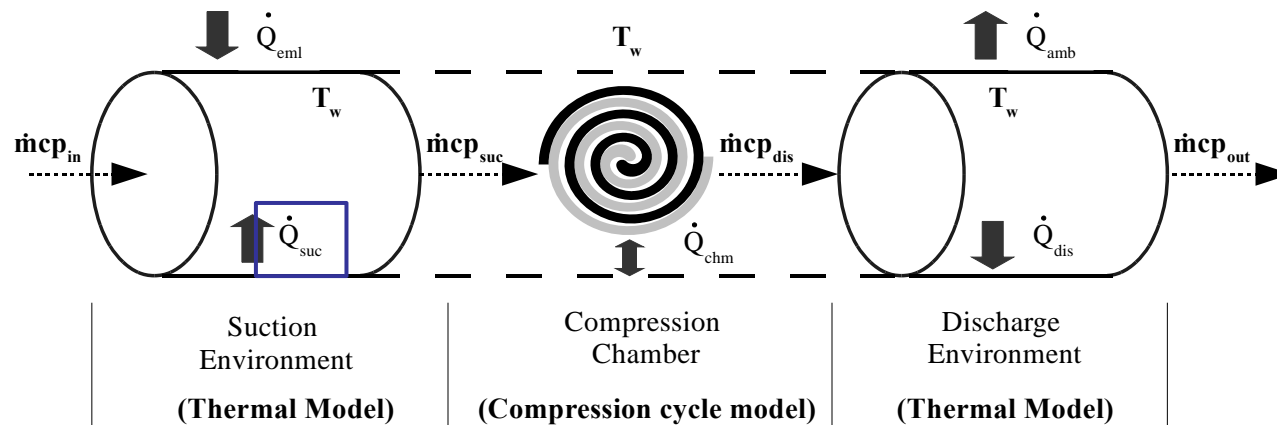 Q̇eml
Tw
Q̇amb
Tw
Tw
ṁcpin
ṁcpsuc
ṁcpdis
ṁcpout
Q̇suc
Q̇chm
Q̇dis
Suction
Environment
(Thermal Model)
Compression
Chamber
(Compression cycle model)
Discharge
Environment
(Thermal Model)